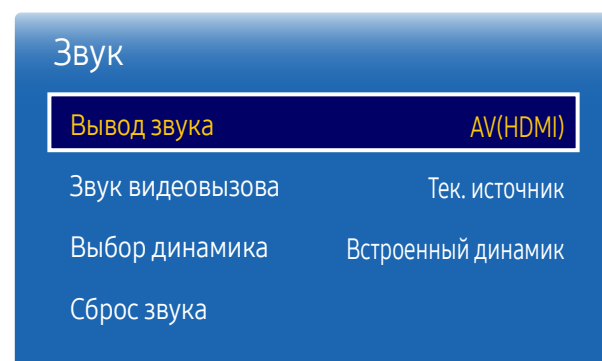 Звук
Вывод звука AV(HDMI)
Звук видеовызова Тек. источник
Выбор динамика Встроенный динамик
Сброс звука